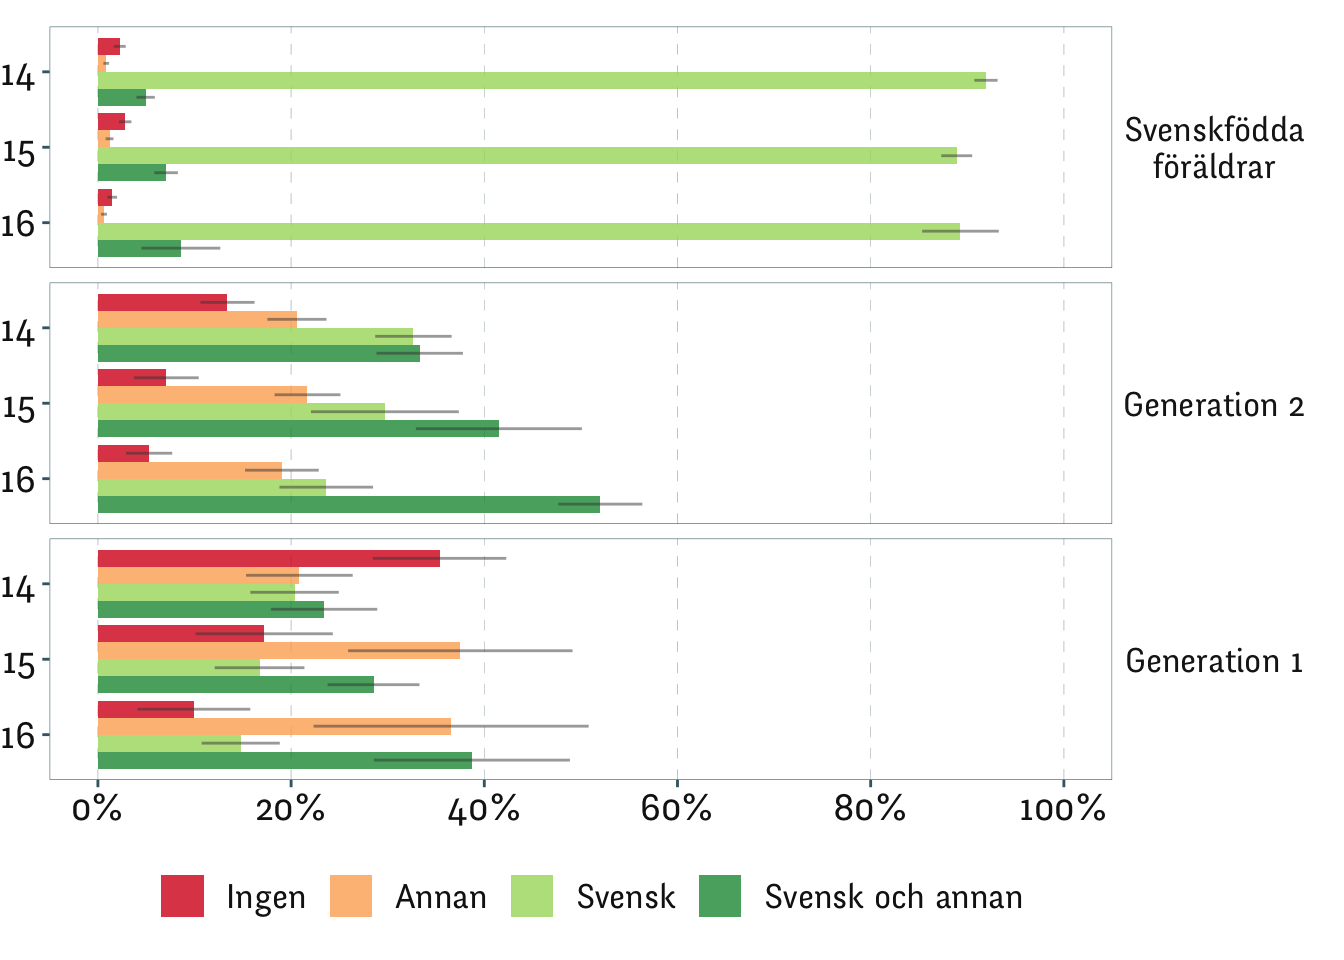 14
15
16
Svenskfödda
föräldrar
14
15
16
Generation 2
14
15
16
Generation 1
0% 20% 40% 60% 80% 100%
Ingen Annan Svensk Svensk och annan